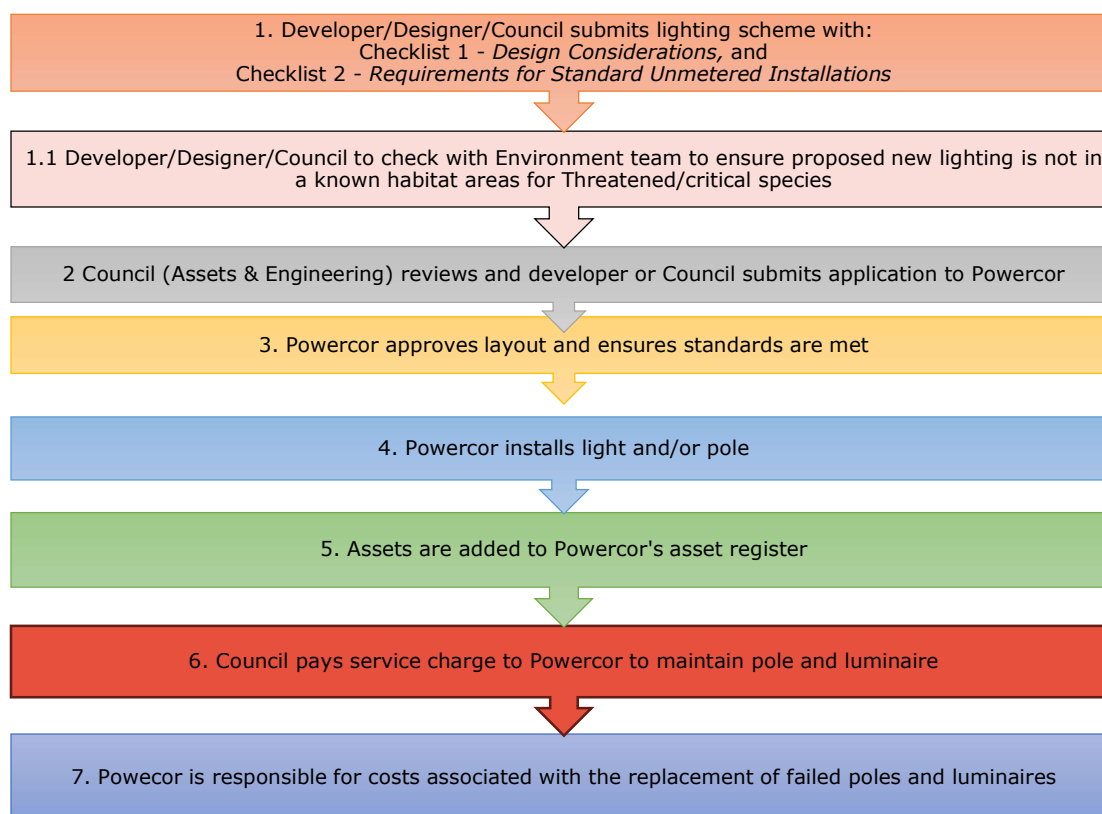 1. Developer/Designer/Council submits lighting scheme with:
Checklist 1 - Design Considerations, and
Checklist 2 - Requirements for Standard Unmetered Installations
1.1 Developer/Designer/Council to check with Environment team to ensure proposed new lighting is not in
a known habitat areas for Threatened/critical species
2 Council (Assets & Engineering) reviews and developer or Council submits application to Powercor
3. Powercor approves layout and ensures standards are met
4. Powercor installs light and/or pole
5. Assets are added to Powercor's asset register
6. Council pays service charge to Powercor to maintain pole and luminaire
7. Powecor is responsible for costs associated with the replacement of failed poles and luminaires